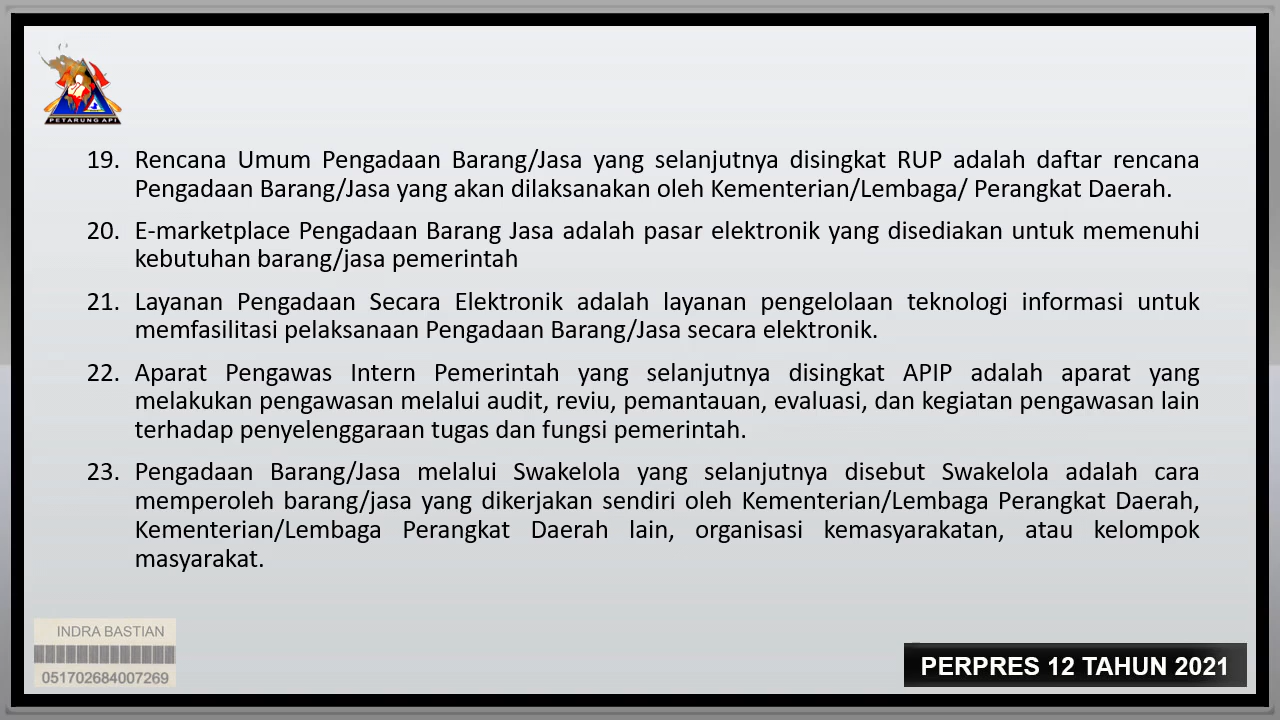 PETARUNG API
19. Rencana Umum Pengadaan Barang/Jasa yang selanjutnya disingkat RUP adalah daftar rencana
Pengadaan Barang/Jasa yang akan dilaksanakan oleh Kementerian/Lembaga/ Perangkat Daerah.
20. E-marketplace Pengadaan Barang Jasa adalah pasar elektronik yang disediakan untuk memenuhi
kebutuhan barang/jasa pemerintah
21. Layanan Pengadaan Secara Elektronik adalah layanan pengelolaan teknologi informasi untuk
memfasilitasi pelaksanaan Pengadaan Barang/Jasa secara elektronik.
22. Aparat Pengawas Intern Pemerintah yang selanjutnya disingkat APIP adalah aparat yang
melakukan pengawasan melalui audit, reviu, pemantauan, evaluasi, dan kegiatan pengawasan lain
terhadap penyelenggaraan tugas dan fungsi pemerintah.
23. Pengadaan Barang/Jasa melalui Swakelola yang selanjutnya disebut Swakelola adalah cara
memperoleh barang/jasa yang dikerjakan sendiri oleh Kementerian/Lembaga Perangkat Daerah,
Kementerian/Lembaga Perangkat Daerah lain, organisasi kemasyarakatan, atau kelompok
masyarakat.
INDRA BASTIAN
051702684007269
PERPRES 12 TAHUN 2021